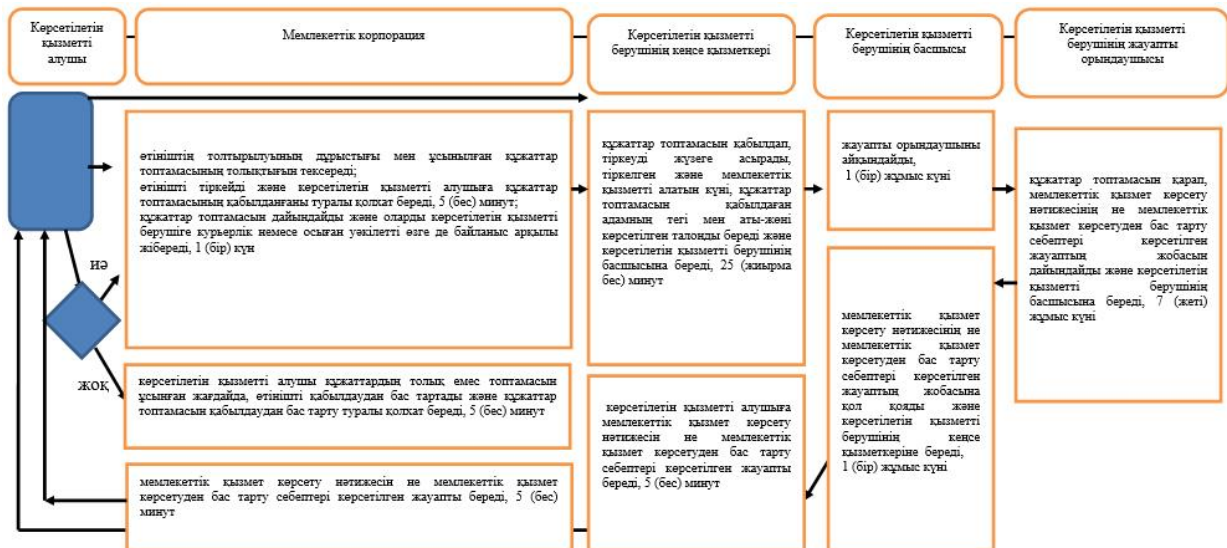 Көрсетілетін
қызметті
алушы
Мемлекеттік корпорация
Көрсетілетін қызметті
берушінің кеңсе қызметкері
Көрсетілетін қызметті
берушінің басшысы
Көрсетілетін қызметті
берушінің жауапты
орындаушысы
өтініштің толтырылуының дұрыстығы мен ұсынылған құжаттар
топтамасының толықтығын тексереді;
өтінішті тіркейді және көрсетілетін қызметті алушыға құжаттар
топтамасының қабылданғаны туралы қолхат береді, 5 (бес) минут;
құжаттар топтамасын дайындайды және оларды көрсетілетін қызметті
берушіге курьерлік немесе осыған уәкілетті өзге де байланыс арқылы
жібереді, 1 (бір) күн
құжаттар топтамасын қабылдап,
тіркеуді жүзеге асырады,
тіркелген және мемлекеттік
қызметті алатын күні, құжаттар
топтамасын қабылдаған
адамның тегі мен аты-жөні
көрсетілген талонды береді және
көрсетілетін қызметті берушінің
басшысына береді, 25 (жиырма
бес) минут
жауапты орындаушыны
айқындайды,
1 (бір) жұмыс күні
құжаттар топтамасын қарап,
мемлекеттік қызмет көрсету
нәтижесінің не мемлекеттік
қызмет көрсетуден бас тарту
себептері көрсетілген
жауаптың жобасын
дайындайды және көрсетілетін
қызметті берушінің
басшысына береді, 7 (жеті)
жұмыс күні
иә
жоқ
көрсетілетін қызметті алушы құжаттардың толық емес топтамасын
ұсынған жағдайда, өтінішті қабылдаудан бас тартады және құжаттар
топтамасын қабылдаудан бас тарту туралы қолхат береді, 5 (бес) минут
мемлекеттік қызмет
көрсету нәтижесінің не
мемлекеттік қызмет
көрсетуден бас тарту
себептері көрсетілген
жауаптың жобасына
қол қояды және
көрсетілетін қызметті
берушінің кеңсе
қызметкеріне береді,
1 (бір) жұмыс күні
көрсетілетін қызметті алушыға
мемлекеттік қызмет көрсету
нәтижесін не мемлекеттік
қызмет көрсетуден бас тарту
себептері көрсетілген жауапты
береді, 5 (бес) минут
мемлекеттік қызмет көрсету нәтижесін не мемлекеттік қызмет
көрсетуден бас тарту себептері көрсетілген жауапты береді, 5 (бес)
минут